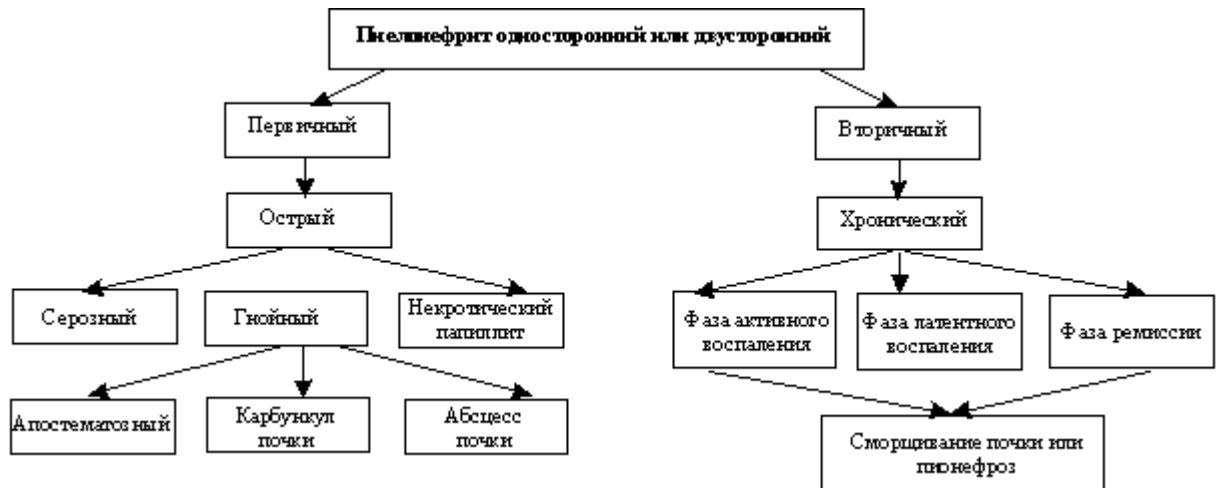 Пиелинефрит односторонний или двусторонний
Первичный
Вторичный
Острый
Хронический
Серозный
Гнойный
Некротический
папиллит
Фаза активного
воспаления
Фаза латентного
воспаления
Фаза ремиссии
Апостематозный
Карбункул
почки
Абсцесс
почки
Сморщивание почки или
пионефроз